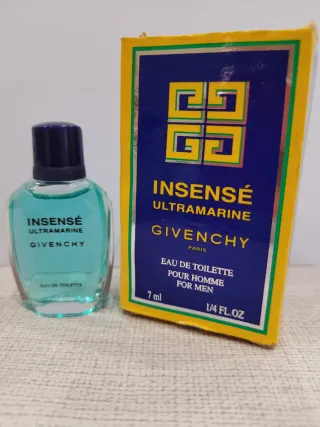 INSENSÉ
ULTRAMARINE
GIVENCHY
EAU DE TOILETTE
INSENSÉ
ULTRAMARINE
GIVENCHY
PARIS
EAU DE TOILETTE
POUR HOMME
FOR MEN
7 ml 1/4 FL.OZ